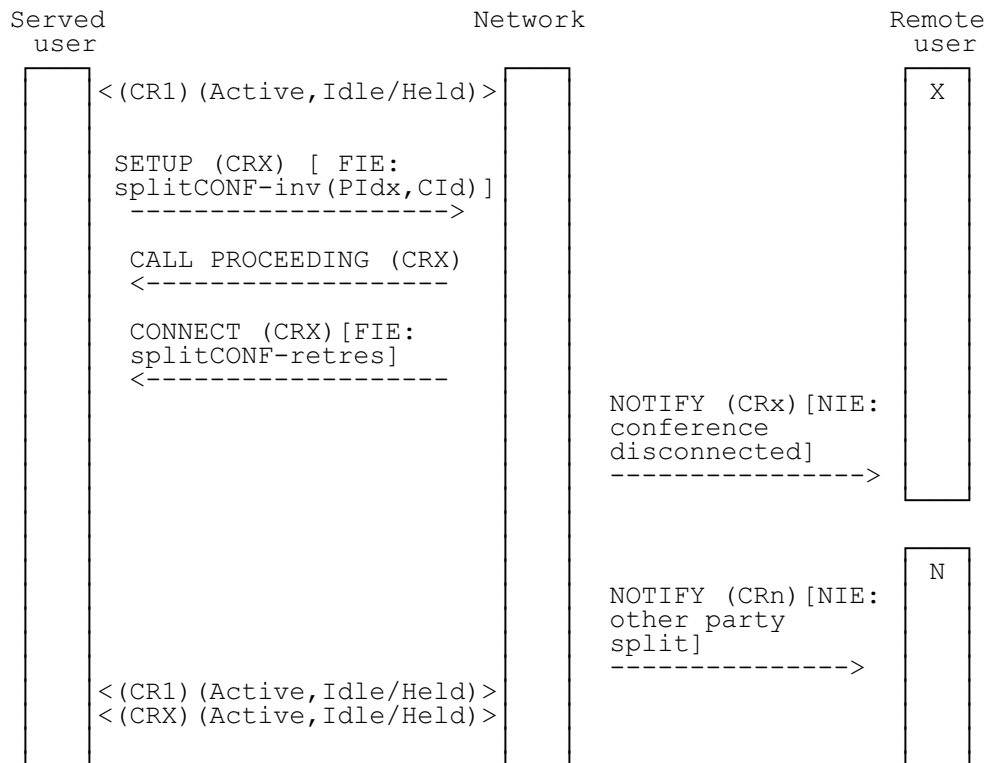 Served Network Remote
user user
<(CR1)(Active,Idle/Held)> X
SETUP (CRX) [ FIE:
splitCONF-inv(PIdx,CId)]
-------------------->
CALL PROCEEDING (CRX)
<-------------------
CONNECT (CRX)[FIE:
splitCONF-retres]
<-------------------
NOTIFY (CRx)[NIE:
conference
disconnected]
---------------->
N
NOTIFY (CRn)[NIE:
other party
split]
--------------->
<(CR1)(Active,Idle/Held)>
<(CRX)(Active,Idle/Held)>